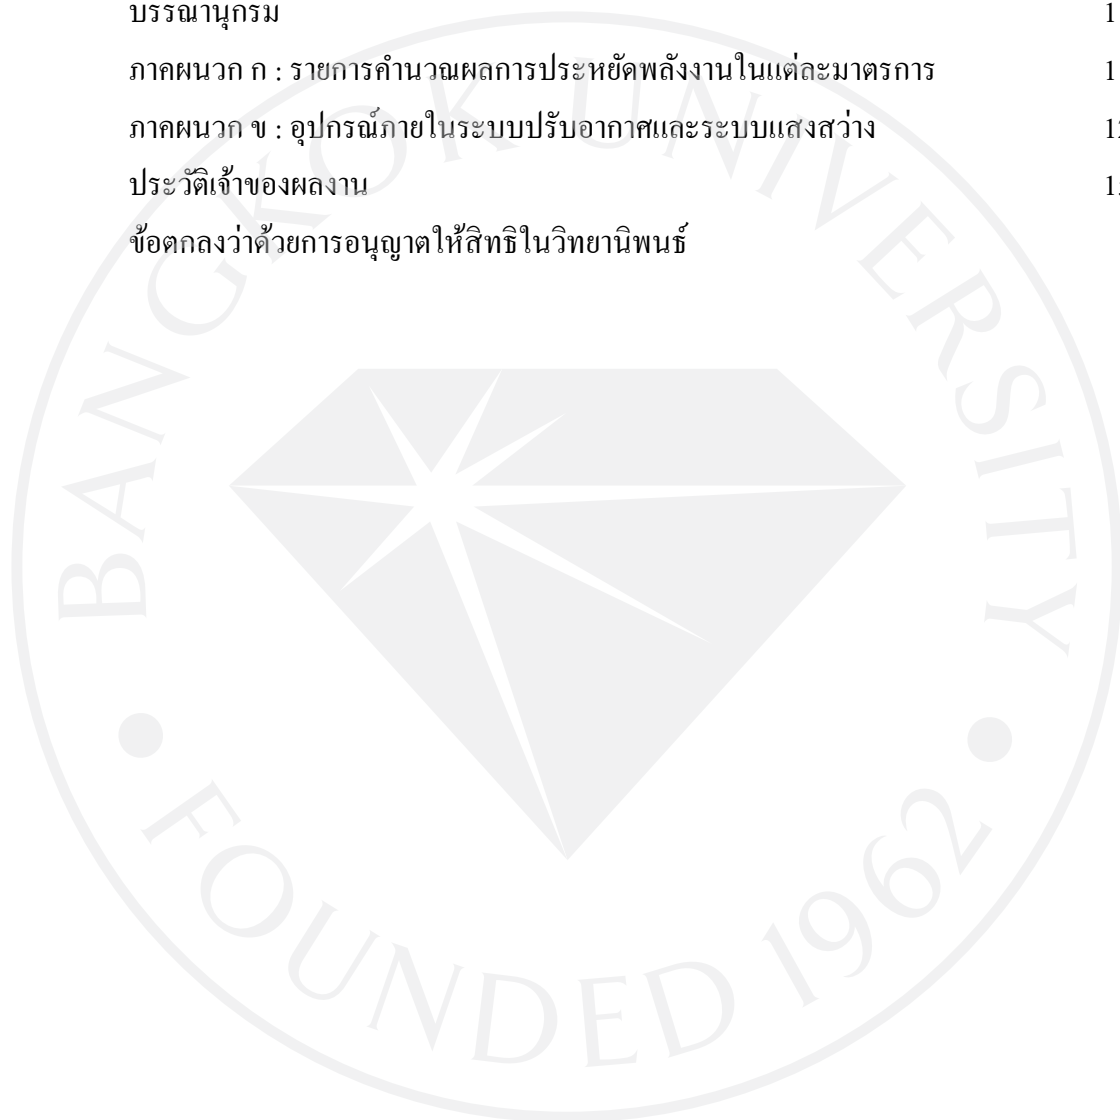 บรรณานุกรม 1
ภาคผนวก ก : รายการคำนวณผลการประหยัดพลังงานในแต่ละมาตรการ 1
ภาคผนวก ข : อุปกรณ์ภายในระบบปรับอากาศและระบบแสงสว่าง 1
ประวัติเจ้าของผลงาน 1
ข้อตกลงว่าด้วยการอนุญาตให้สิทธิในวิทยานิพนธ์
BANGKOK UNIVERSITY
FOUNDED 1962